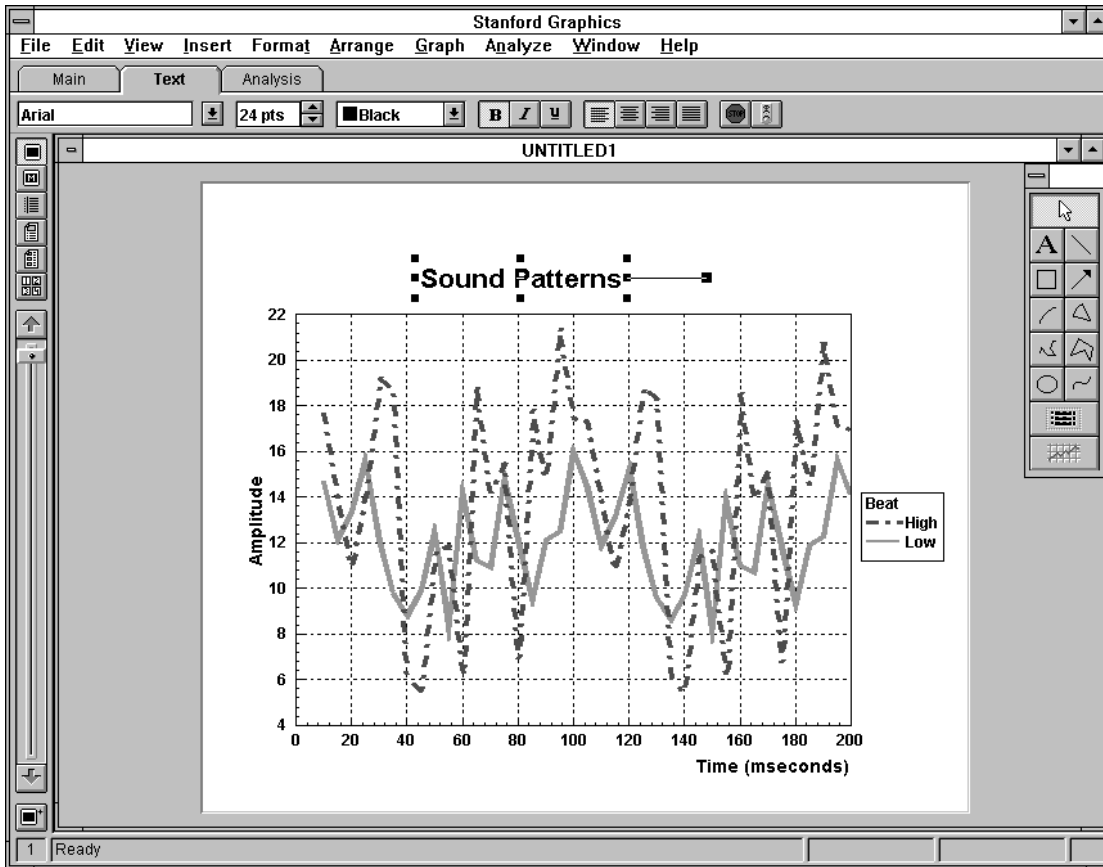 Stanford Graphics
File Edit View Insert Format Arrange Graph Analyze Window Help
Main Text Analysis
Arial 24 pts Black B I U STOP
UNTITLED1
M
A
1 2
Sound Patterns
22
20
18
16
14
12
10
8
6
4
Amplitude
0 20 40 60 80 100 120 140 160 180 200
Time (mseconds)
Beat
High
Low
1 Ready